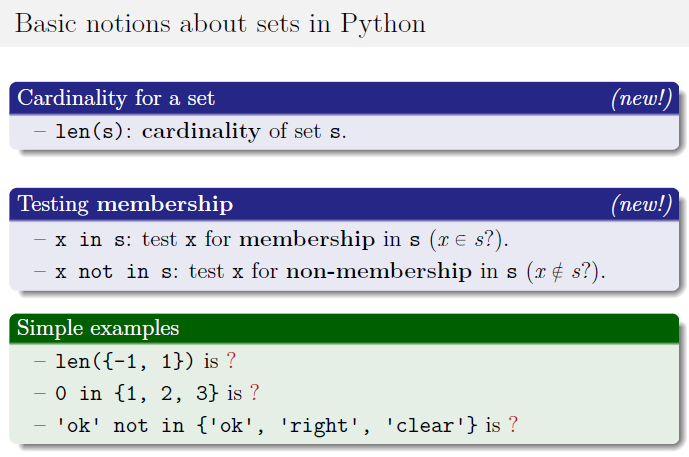 Basic notions about sets in Python
Cardinality for a set (new!)
– len(s): cardinality of set s.
Testing membership (new!)
– x in s: test x for membership in s (x ∈ s?).
– x not in s: test x for non-membership in s (x ∉ s?).
Simple examples
– len({-1, 1}) is ?
– 0 in {1, 2, 3} is ?
– 'ok' not in {'ok', 'right', 'clear'} is ?